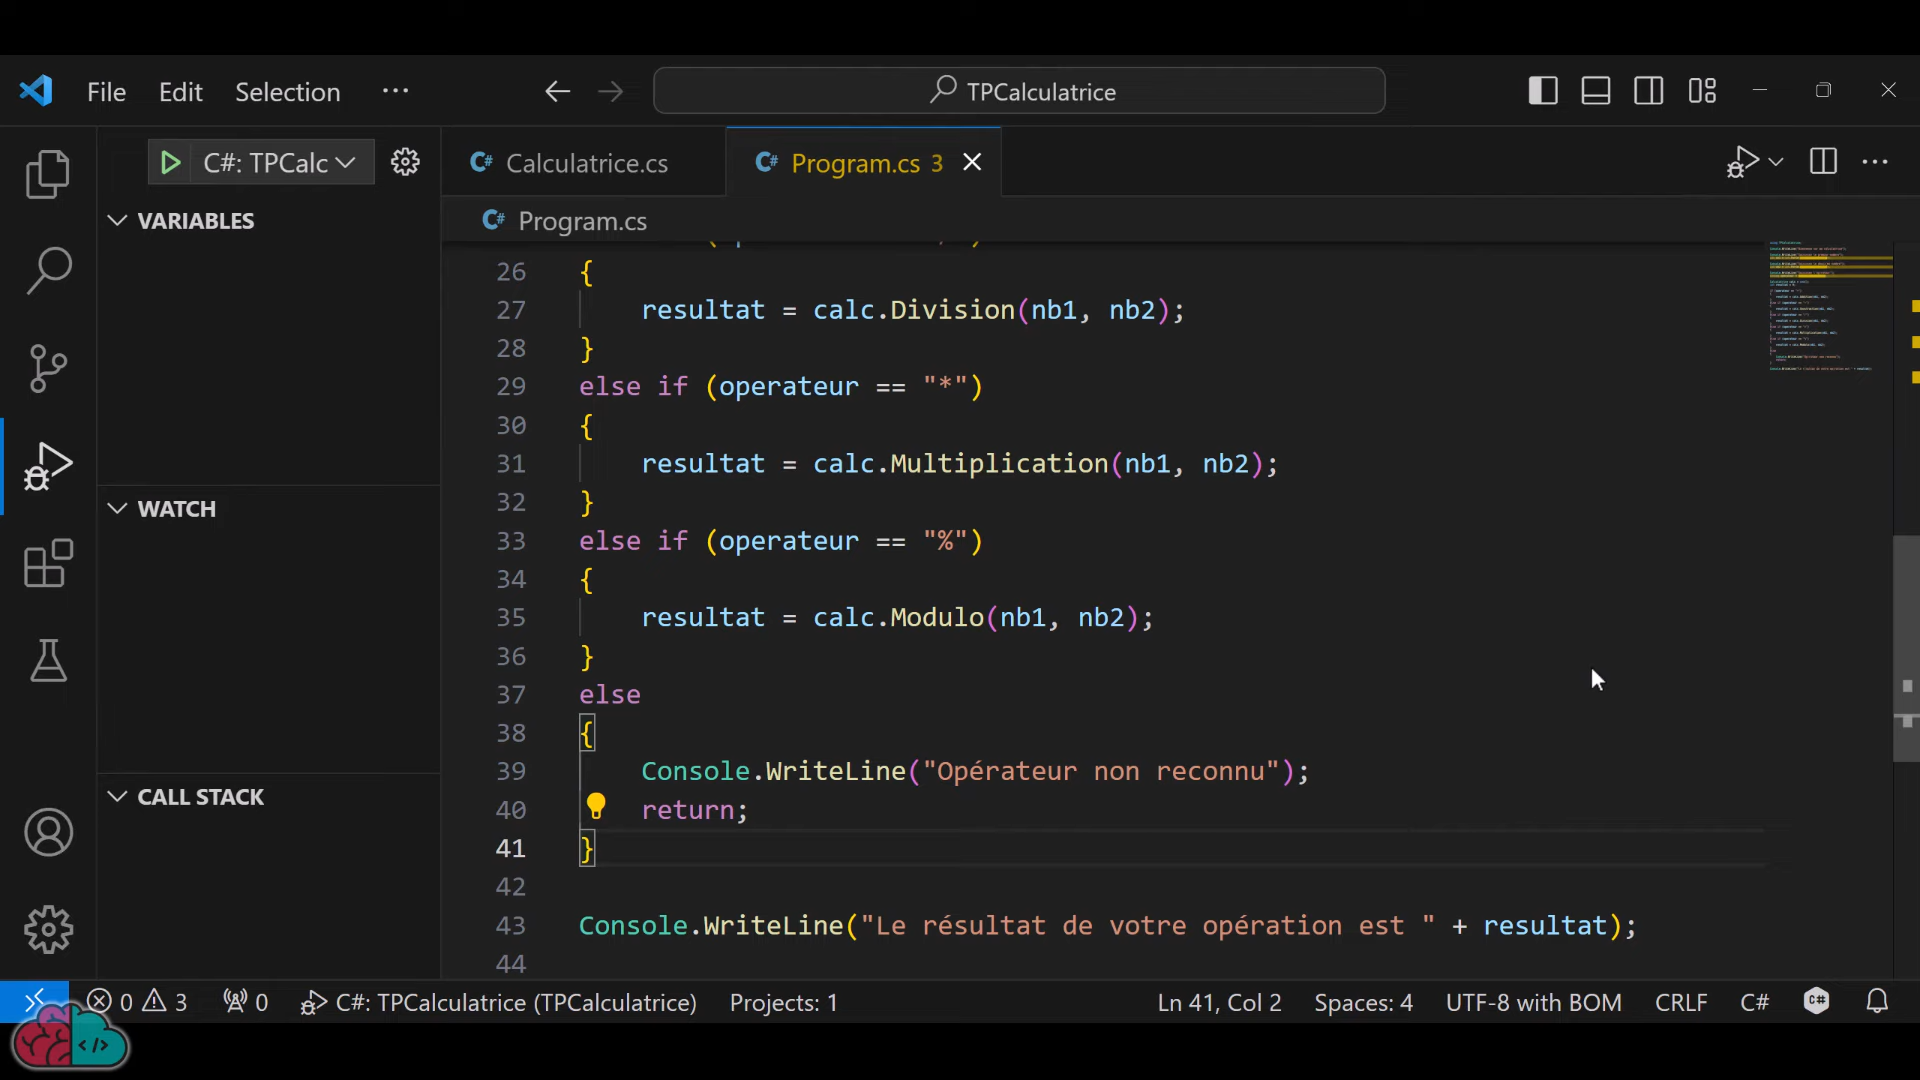 File Edit Selection ··· TPCalculatrice
C#: TPCalc
Calculatrice.cs Program.cs 3
VARIABLES
Program.cs
26 {
27 resultat = calc.Division(nb1, nb2);
28 }
29 else if (operateur == "*")
30 {
31 resultat = calc.Multiplication(nb1, nb2);
32 }
WATCH
33 else if (operateur == "%")
34 {
35 resultat = calc.Modulo(nb1, nb2);
36 }
37 else
38 {
39 Console.WriteLine("Opérateur non reconnu");
CALL STACK
40 return;
41 }
42
43 Console.WriteLine("Le résultat de votre opération est " + resultat);
44
0 3 0 C#: TPCalculatrice (TPCalculatrice) Projects: 1 Ln 41, Col 2 Spaces: 4 UTF-8 with BOM CRLF C#